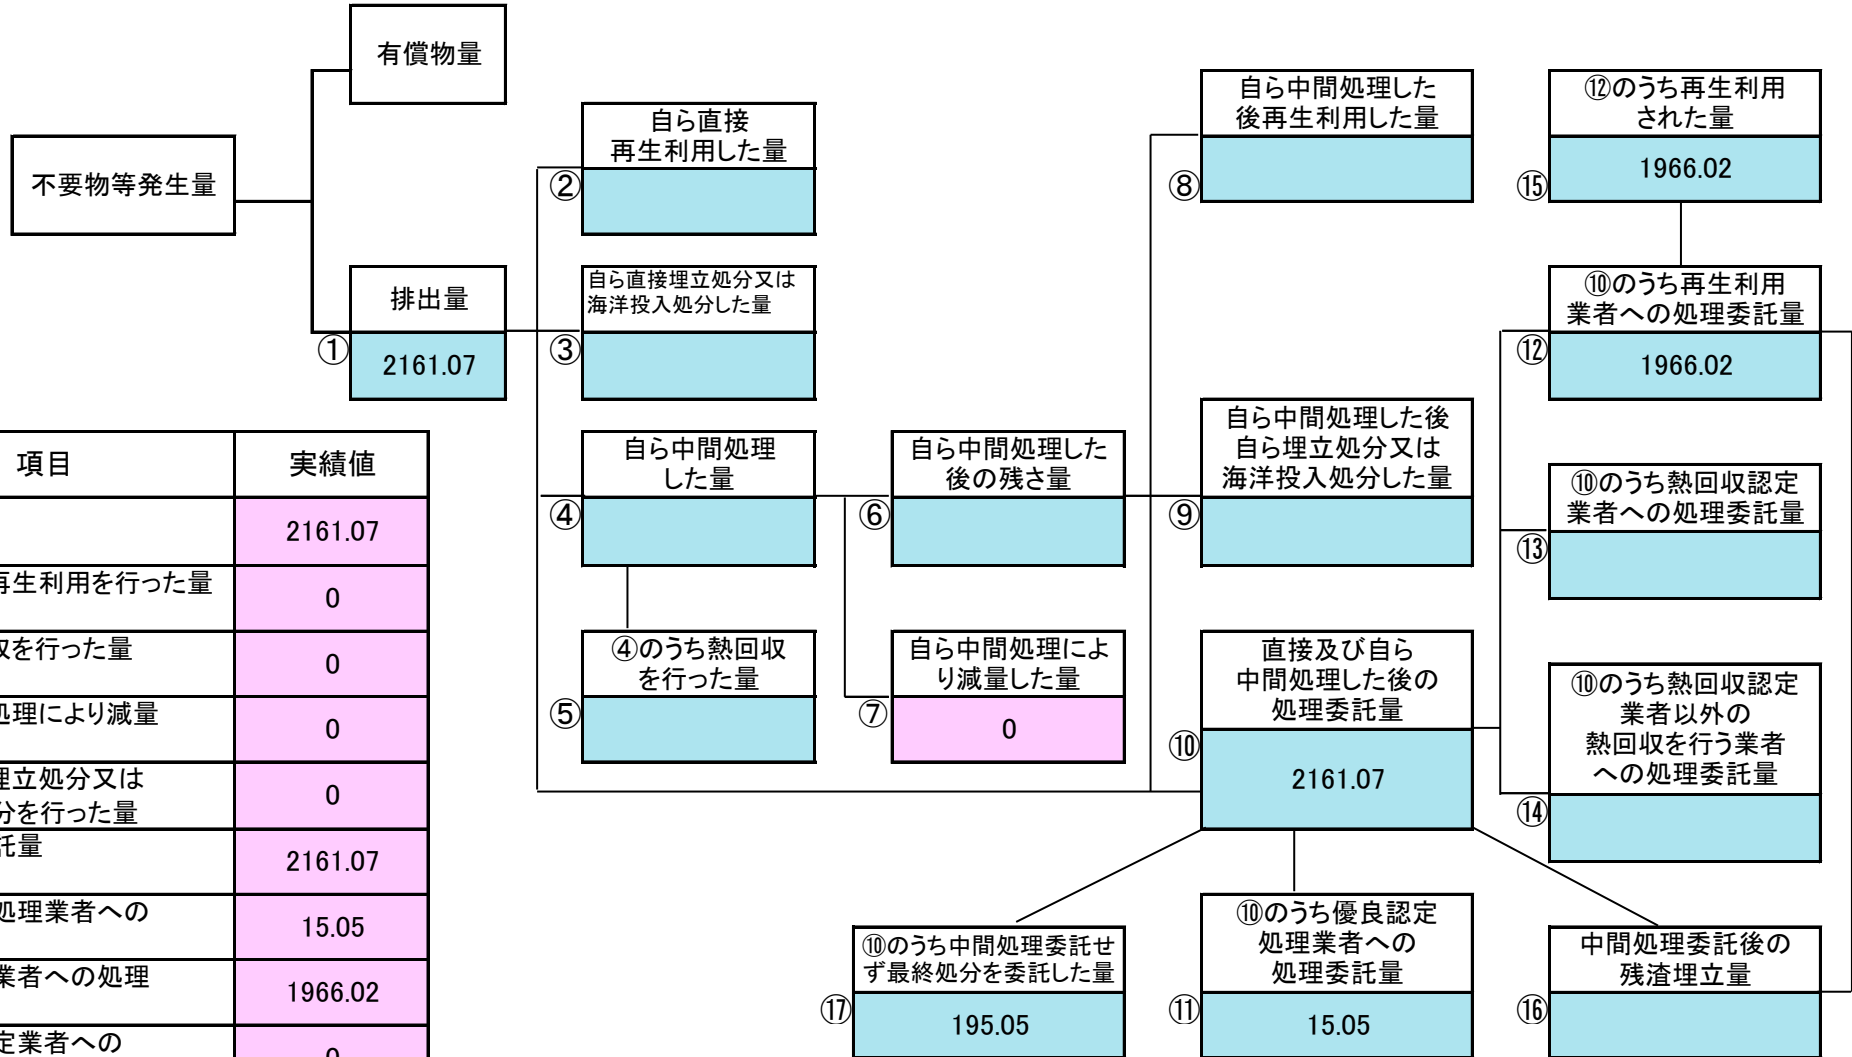 有償物量
不要物等発生量
排出量
①
2161.07
自ら直接
再生利用した量
②
自ら直接埋立処分又は
海洋投入処分した量
③
自ら中間処理
した量
④
④のうち熱回収
を行った量
⑤
自ら中間処理した
後の残さ量
⑥
自ら中間処理によ
り減量した量
⑦
0
自ら中間処理した
後再生利用した量
⑧
自ら中間処理した後
自ら埋立処分又は
海洋投入処分した量
⑨
直接及び自ら
中間処理した後の
処理委託量
⑩
2161.07
⑫のうち再生利用
された量
⑮
1966.02
⑩のうち再生利用
業者への処理委託量
⑫
1966.02
⑩のうち熱回収認定
業者への処理委託量
⑬
⑩のうち熱回収認定
業者以外の
熱回収を行う業者
への処理委託量
⑭
⑩のうち中間処理委託せ
ず最終処分を委託した量
⑰
195.05
⑩のうち優良認定
処理業者への
処理委託量
⑪
15.05
中間処理委託後の
残渣埋立量
⑯
項目
実績値
2161.07
再生利用を行った量
0
を行った量
0
処理により減量
0
埋立処分又は
分を行った量
0
託量
2161.07
処理業者への
15.05
業者への処理
1966.02
定業者への
0